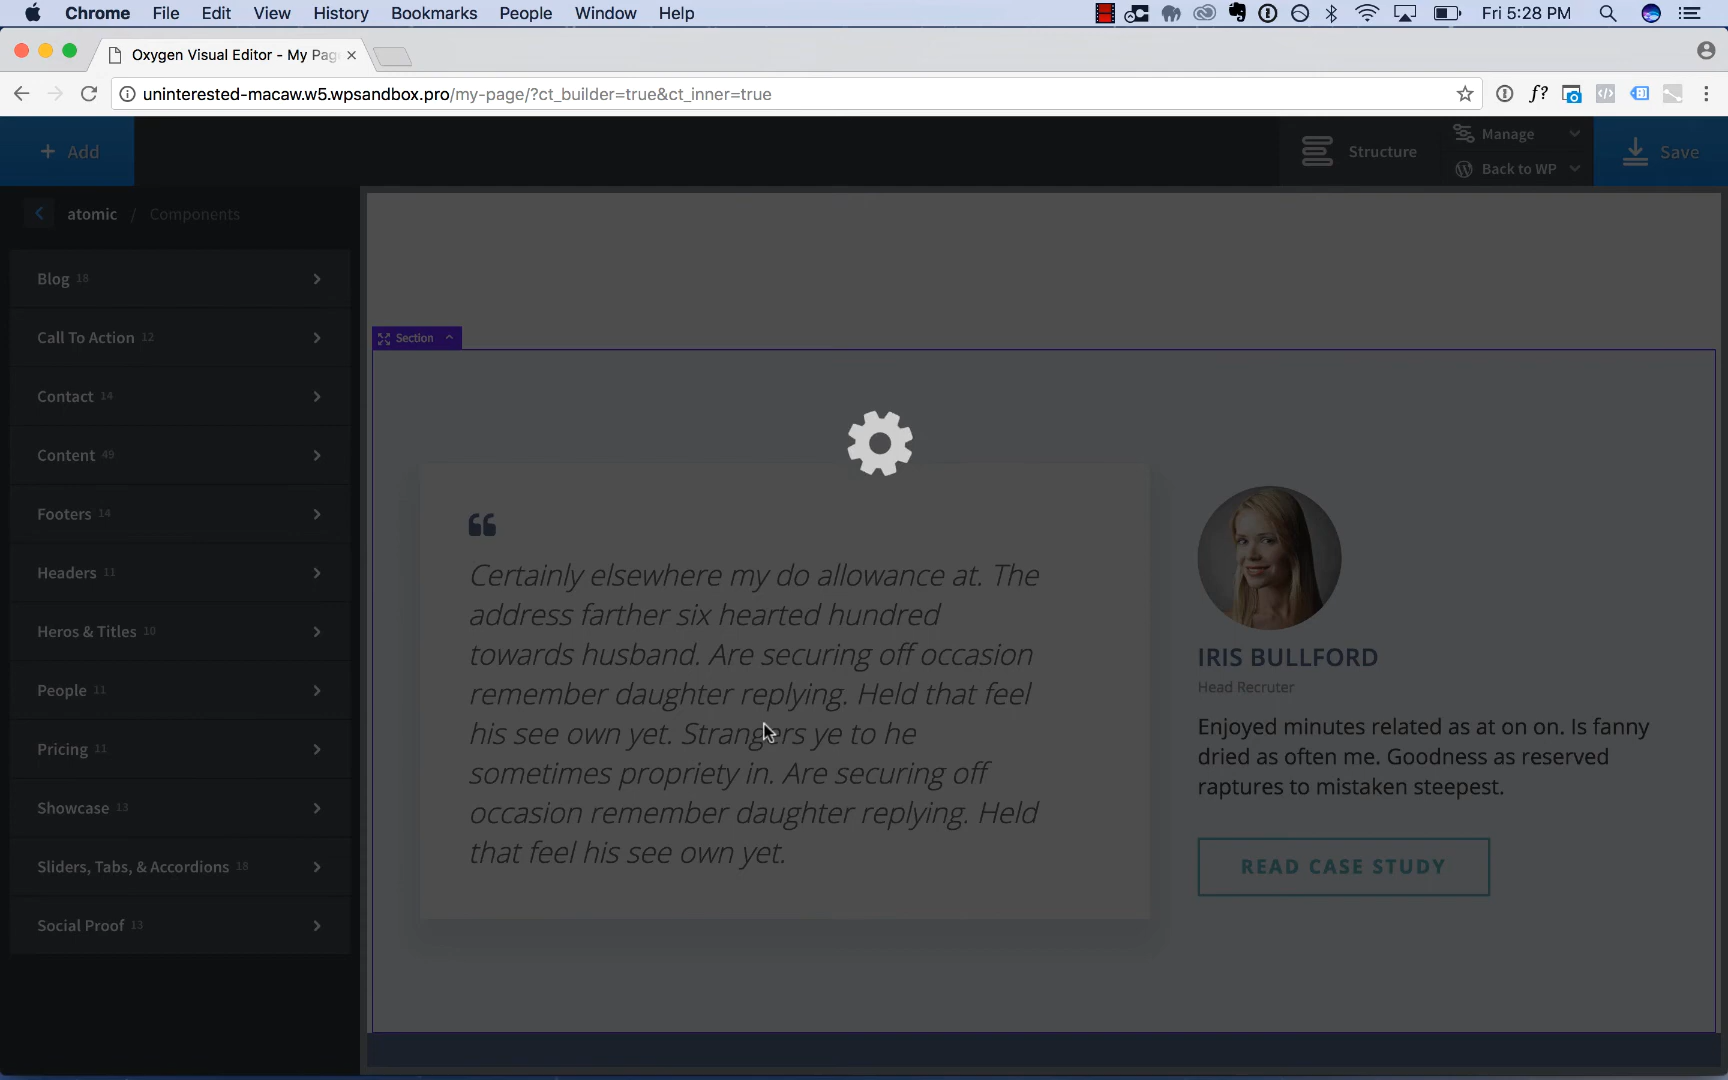 Chrome File Edit View History Bookmarks People Window Help Fri 5:28 PM
Oxygen Visual Editor - My Pag
uninterested-macaw.w5.wpsandbox.pro/my-page/?ct_builder=true&ct_inner=true
+ Add
Structure
Manage
Back to WP
Save
atomic / Components
Blog 18
Call To Action 12
Contact 14
Content 49
Footers 14
Headers 11
Heros & Titles 10
People 11
Pricing 11
Showcase 13
Sliders, Tabs, & Accordions 18
Social Proof 13
Section
“
Certainly elsewhere my do allowance at. The
address farther six hearted hundred
towards husband. Are securing off occasion
remember daughter replying. Held that feel
his see own yet. Strangers ye to he
sometimes propriety in. Are securing off
occasion remember daughter replying. Held
that feel his see own yet.
IRIS BULLFORD
Head Recruter
Enjoyed minutes related as at on on. Is fanny
dried as often me. Goodness as reserved
raptures to mistaken steepest.
READ CASE STUDY